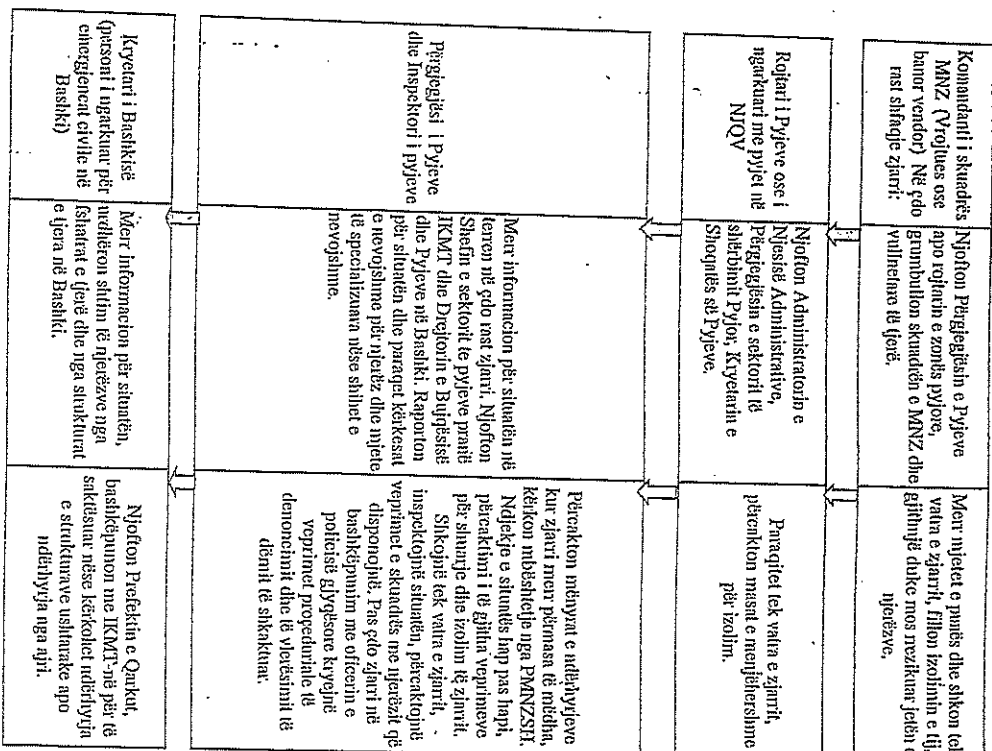 Komandanti i skuadrës
MNZ (Vrojtues ose
banor vendor) Në çdo
rast shfaqje zjarri:
Njofton Përgjegjësin e Pyjeve
apo rojtarin e zonës pyjore,
grumbullon skuadrën e MNZ dhe
vullnetarë të tjerë.
Merr mjetet e punës dhe shkon tek
vatra e zjarrit, fillon izolimin e tij
gjithnjë duke mos rrezikuar jetën e
njerëzve.
Rojtari i Pyjeve ose i
ngarkuari me pyjet në
NJQV
Njofton Administratorin e
Njesisë Administrative,
Përgjegjësin e sektorit të
shërbimit Pyjor, Kryetarin e
Shoqatës së Pyjeve.
Paraqitet tek vatra e zjarrit,
përcakton masat e menjëhershme
për izolim.
Përgjegjësi i Pyjeve
dhe Inspektori i pyjeve
Merr informacion për situatën në
terren në çdo rast zjarri. Njofton
Shefin e sektorit te pyjeve pranë
IKMT dhe Drejtorin e Bujqësisë
dhe Pyjeve në Bashki. Raporton
për situatën dhe paraqet kërkesat
e nevojshme për njerëz dhe mjete
të specializuara nëse shihet e
nevojshme.
Përcakton mënyrat e ndërhyrjeve
kur zjarri merr përmasa të mëdha,
kërkon mbështetje nga PMNZSH.
Ndjekje e situatës hap pas hapi,
përcaktimi i të gjitha veprimeve
për shuarje dhe izolim të zjarrit.
Shkojnë tek vatra e zjarrit,
inspektojnë situatën, përcaktojnë
veprimet e skuadrës me njerëzit që
disponojnë. Pas çdo zjarri në
bashkëpunim me oficerin e
policisë gjyqësore kryejnë
veprimet proçeduriale të
denoncimit dhe të vlerësimit të
dëmit të shkaktuar.
Kryetari i Bashkisë
(personi i ngarkuar për
emergjencat civile në
Bashki)
Merr informacion për situatën,
urdhëron shtim të njerëzve nga
fshatrat e tjerë dhe nga strukturat
e tjera në Bashki.
Njofton Prefektin e Qarkut,
bashkëpunon me IKMT-në për të
saktësuar nëse kërkohet ndërhyrja
e strukturave ushtarake apo
ndërhyrja nga ajri.